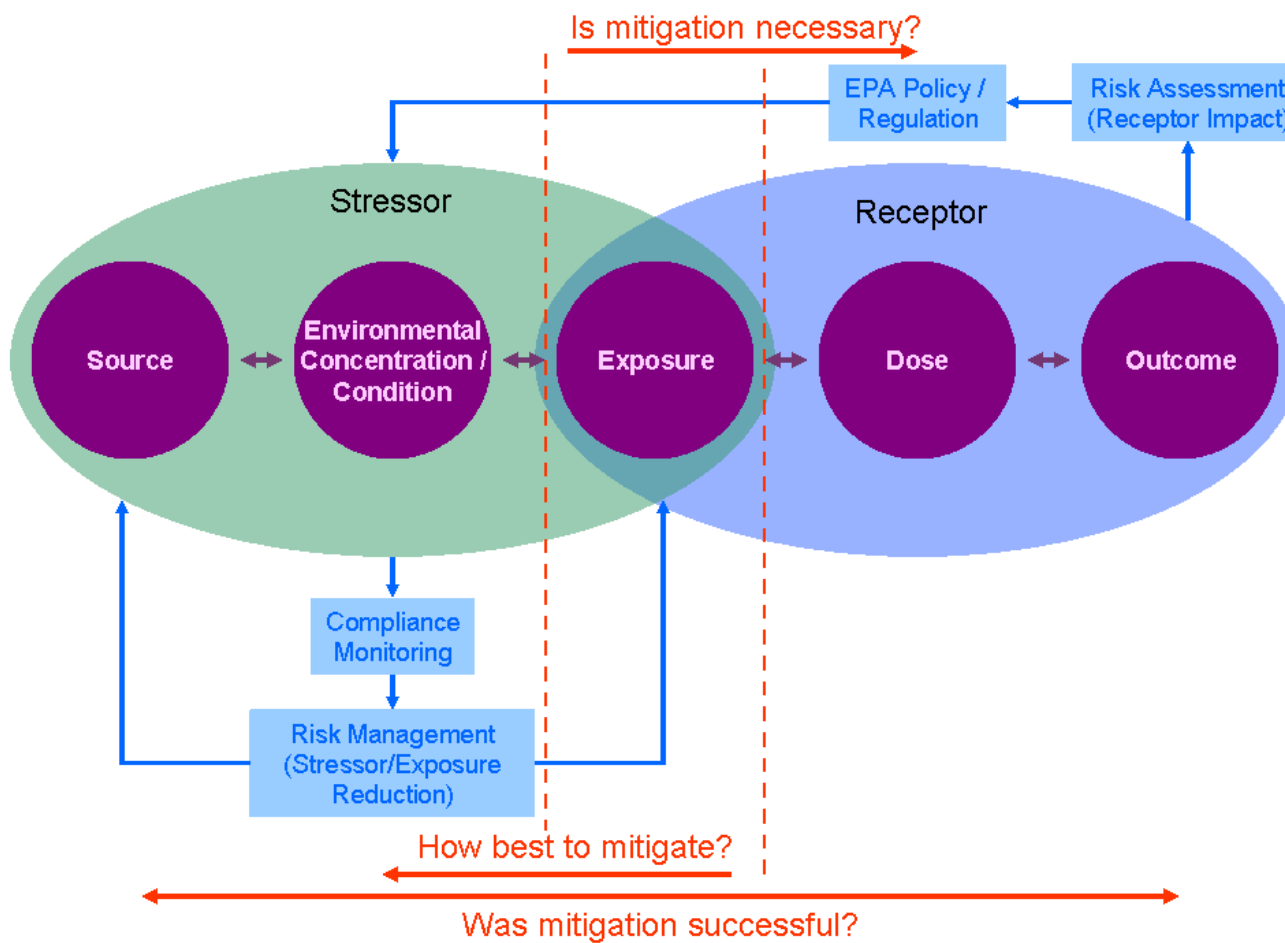 Is mitigation necessary?
EPA Policy /
Regulation
Risk Assessment
(Receptor Impact)
Stressor
Receptor
Source
Environmental
Concentration /
Condition
Exposure
Dose
Outcome
Compliance
Monitoring
Risk Management
(Stressor/Exposure
Reduction)
How best to mitigate?
Was mitigation successful?